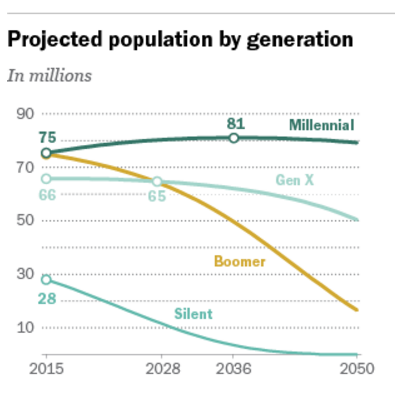 Projected population by generation
In millions
90
81
Millennial
75
70
Gen X
66
65
50
Boomer
30
28
Silent
10
2015 2028 2036 2050